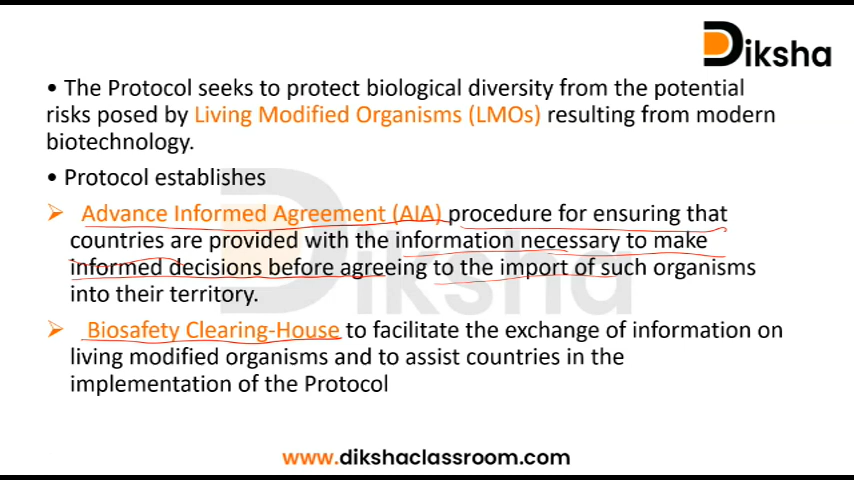 Diksha
• The Protocol seeks to protect biological diversity from the potential
risks posed by Living Modified Organisms (LMOs) resulting from modern
biotechnology.
• Protocol establishes
➢ Advance Informed Agreement (AIA) procedure for ensuring that
countries are provided with the information necessary to make
informed decisions before agreeing to the import of such organisms
into their territory.
➢ Biosafety Clearing-House to facilitate the exchange of information on
living modified organisms and to assist countries in the
implementation of the Protocol
Diksha
www.dikshaclassroom.com